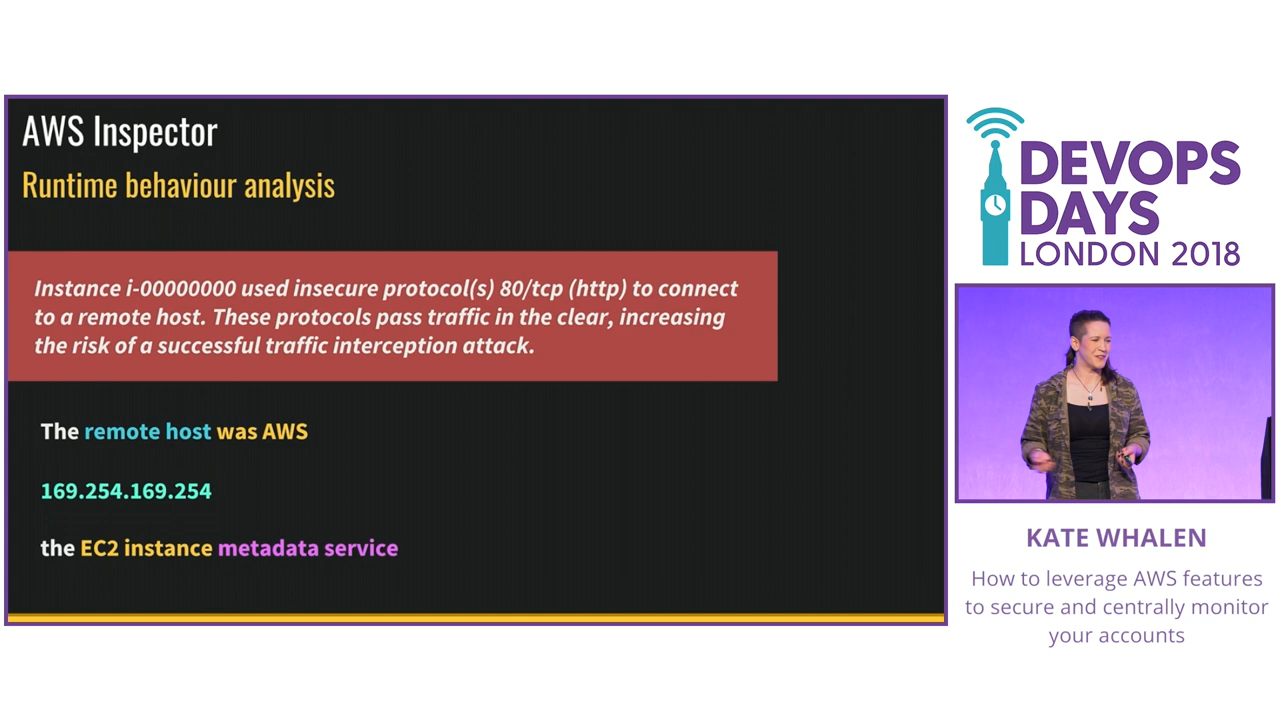 AWS Inspector
Runtime behaviour analysis
Instance i-00000000 used insecure protocol(s) 80/tcp (http) to connect
to a remote host. These protocols pass traffic in the clear, increasing
the risk of a successful traffic interception attack.
The remote host was AWS
169.254.169.254
the EC2 instance metadata service
DEVOPS
DAYS
LONDON 2018
KATE WHALEN
How to leverage AWS features
to secure and centrally monitor
your accounts